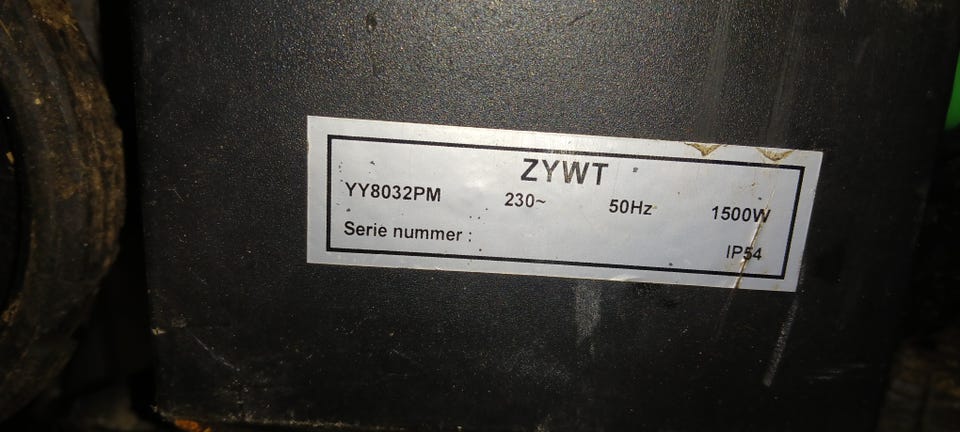 ZYWT
YY8032PM 230~ 50Hz 1500W
Serie nummer :
IP54